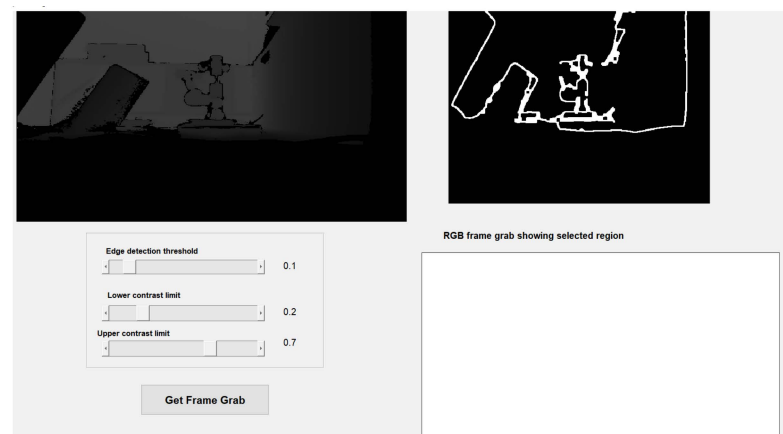 RGB frame grab showing selected region
Edge detection threshold
0.1
Lower contrast limit
0.2
Upper contrast limit
0.7
Get Frame Grab